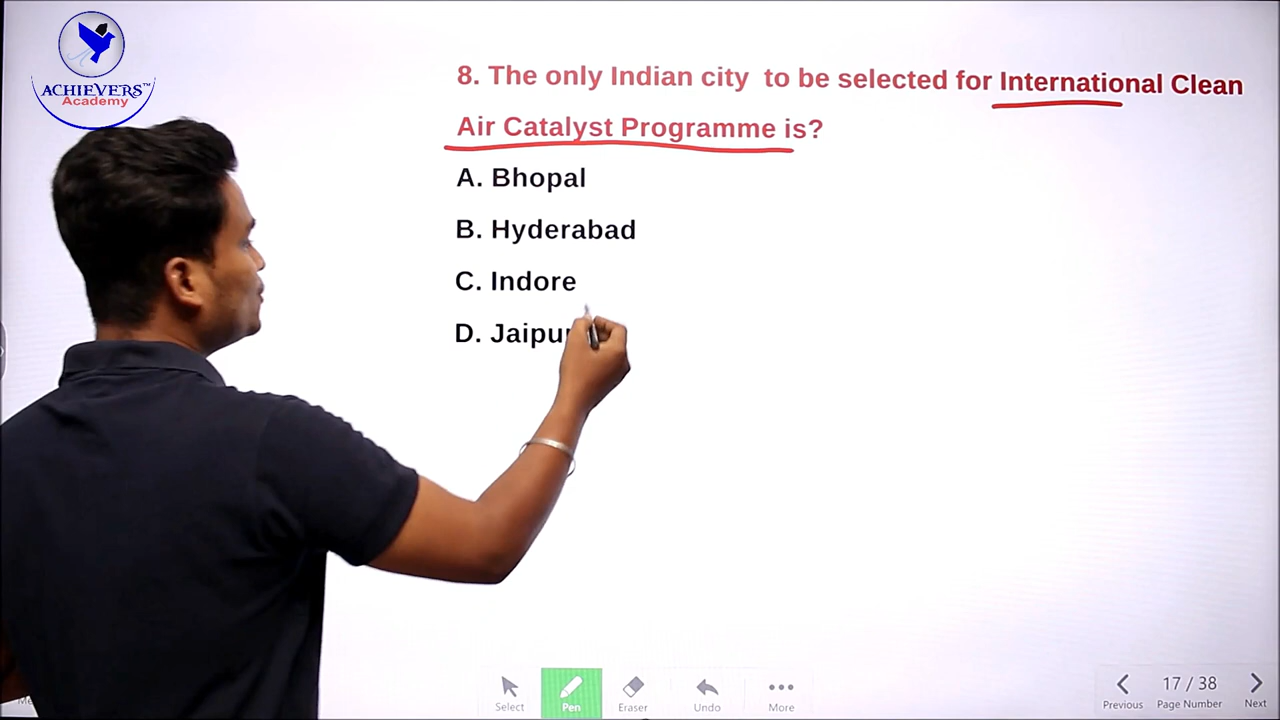 ACHIEVERS™
Academy
8. The only Indian city to be selected for International Clean
Air Catalyst Programme is?
A. Bhopal
B. Hyderabad
C. Indore
D. Jaipur
Select
Pen
Eraser
Undo
More
17 / 38
Previous
Page Number
Next